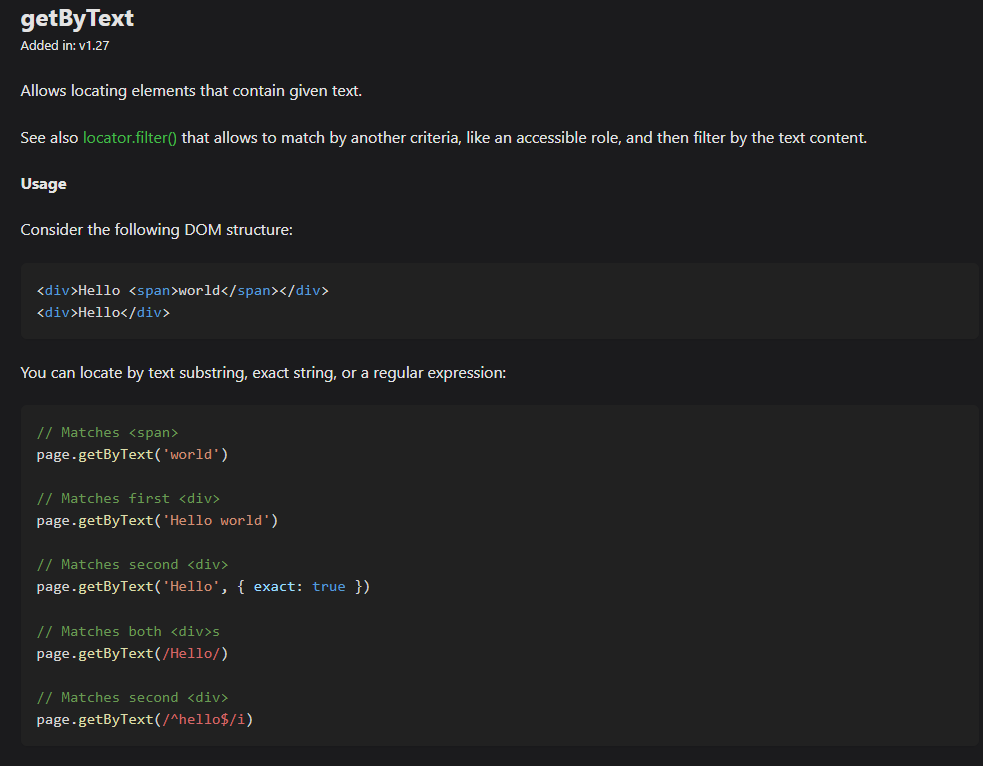 getByText
Added in: v1.27
Allows locating elements that contain given text.
See also locator.filter() that allows to match by another criteria, like an accessible role, and then filter by the text content.
Usage
Consider the following DOM structure:
<div>Hello <span>world</span></div>
<div>Hello</div>
You can locate by text substring, exact string, or a regular expression:
// Matches <span>
page.getByText('world')
// Matches first <div>
page.getByText('Hello world')
// Matches second <div>
page.getByText('Hello', { exact: true })
// Matches both <div>s
page.getByText(/Hello/)
// Matches second <div>
page.getByText(/^hello$/i)